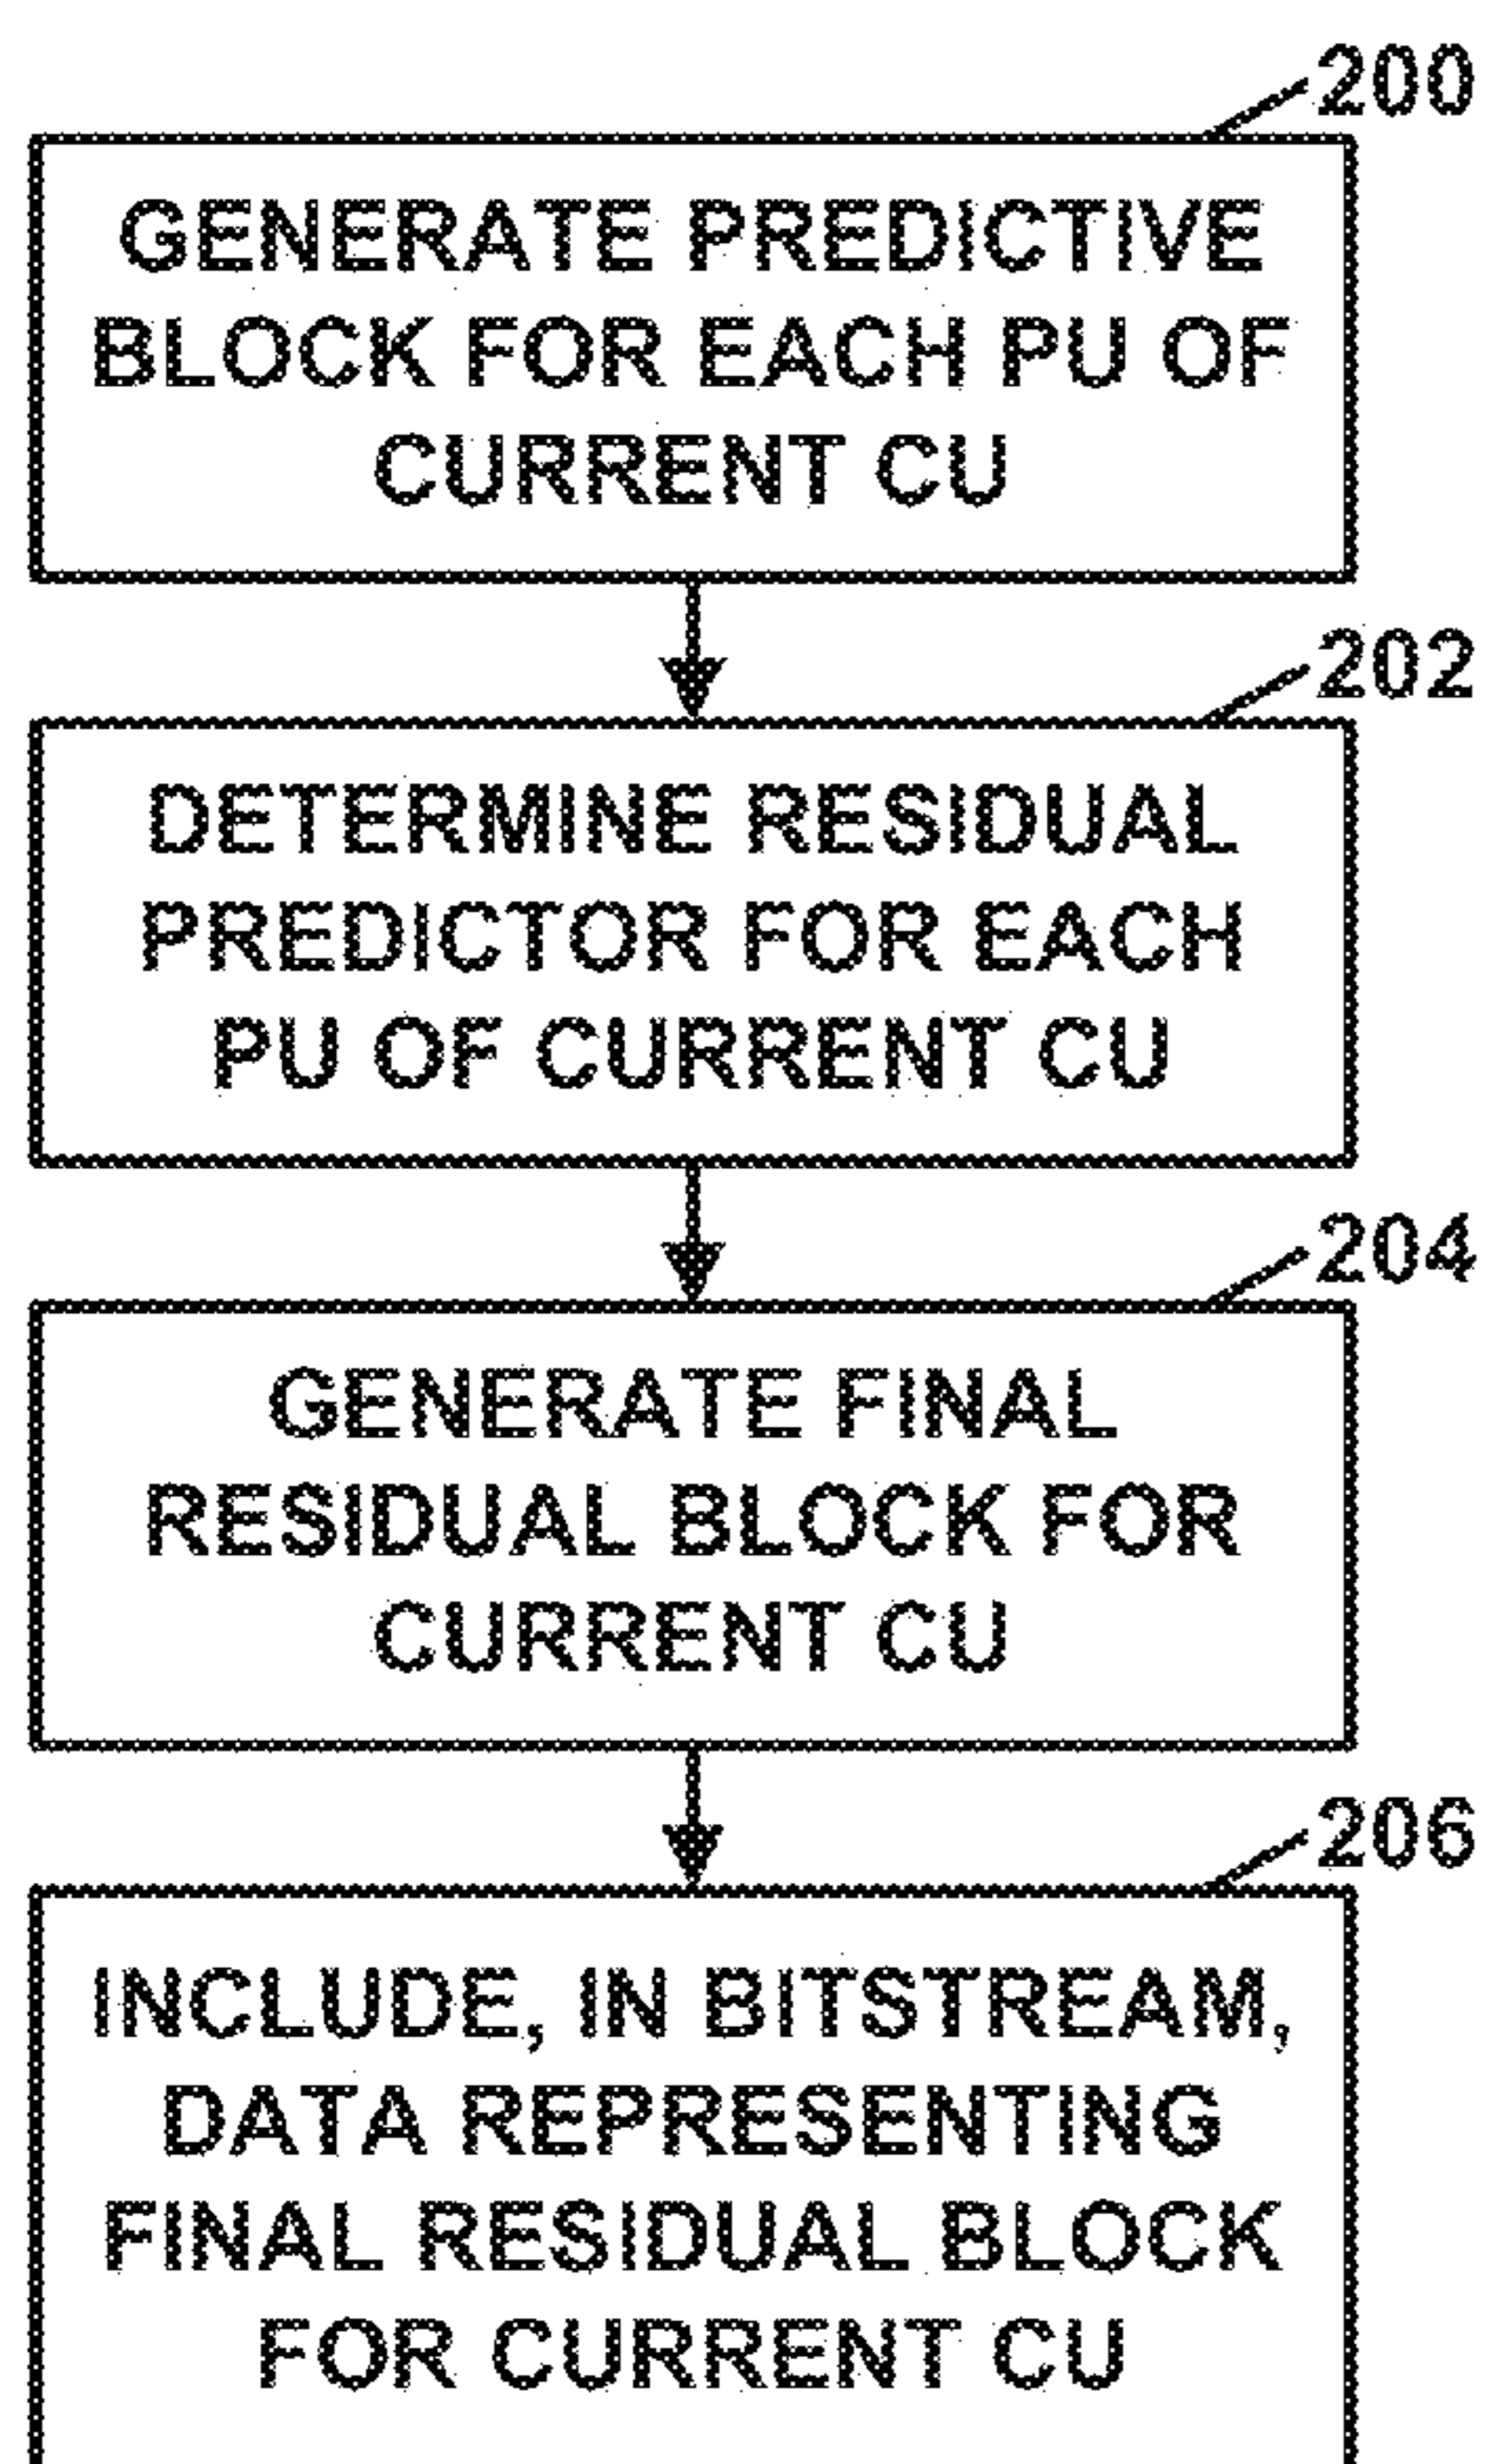 200
GENERATE PREDICTIVE
BLOCK FOR EACH PU OF
CURRENT CU
202
DETERMINE RESIDUAL
PREDICTOR FOR EACH
PU OF CURRENT CU
204
GENERATE FINAL
RESIDUAL BLOCK FOR
CURRENT CU
206
INCLUDE, IN BITSTREAM,
DATA REPRESENTING
FINAL RESIDUAL BLOCK
FOR CURRENT CU